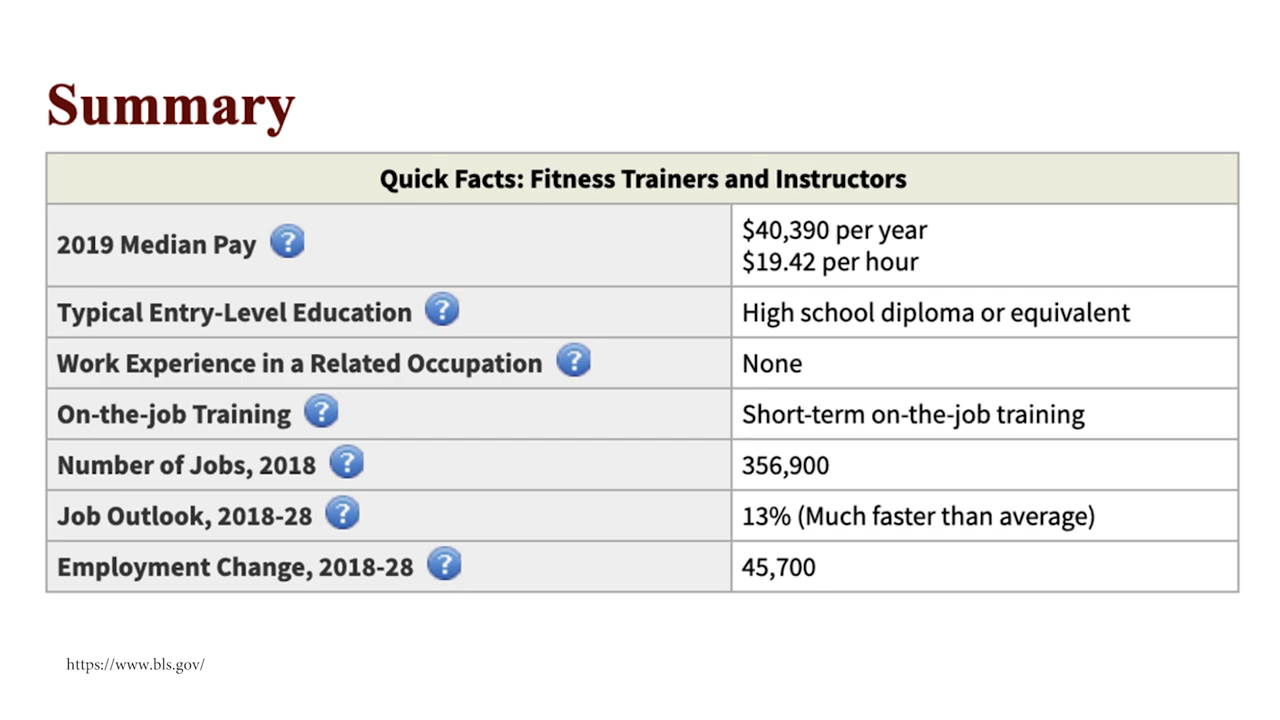 Summary
Quick Facts: Fitness Trainers and Instructors
2019 Median Pay ?
$40,390 per year
$19.42 per hour
Typical Entry-Level Education ?
High school diploma or equivalent
Work Experience in a Related Occupation ?
None
On-the-job Training ?
Short-term on-the-job training
Number of Jobs, 2018 ?
356,900
Job Outlook, 2018-28 ?
13% (Much faster than average)
Employment Change, 2018-28 ?
45,700
https://www.bls.gov/